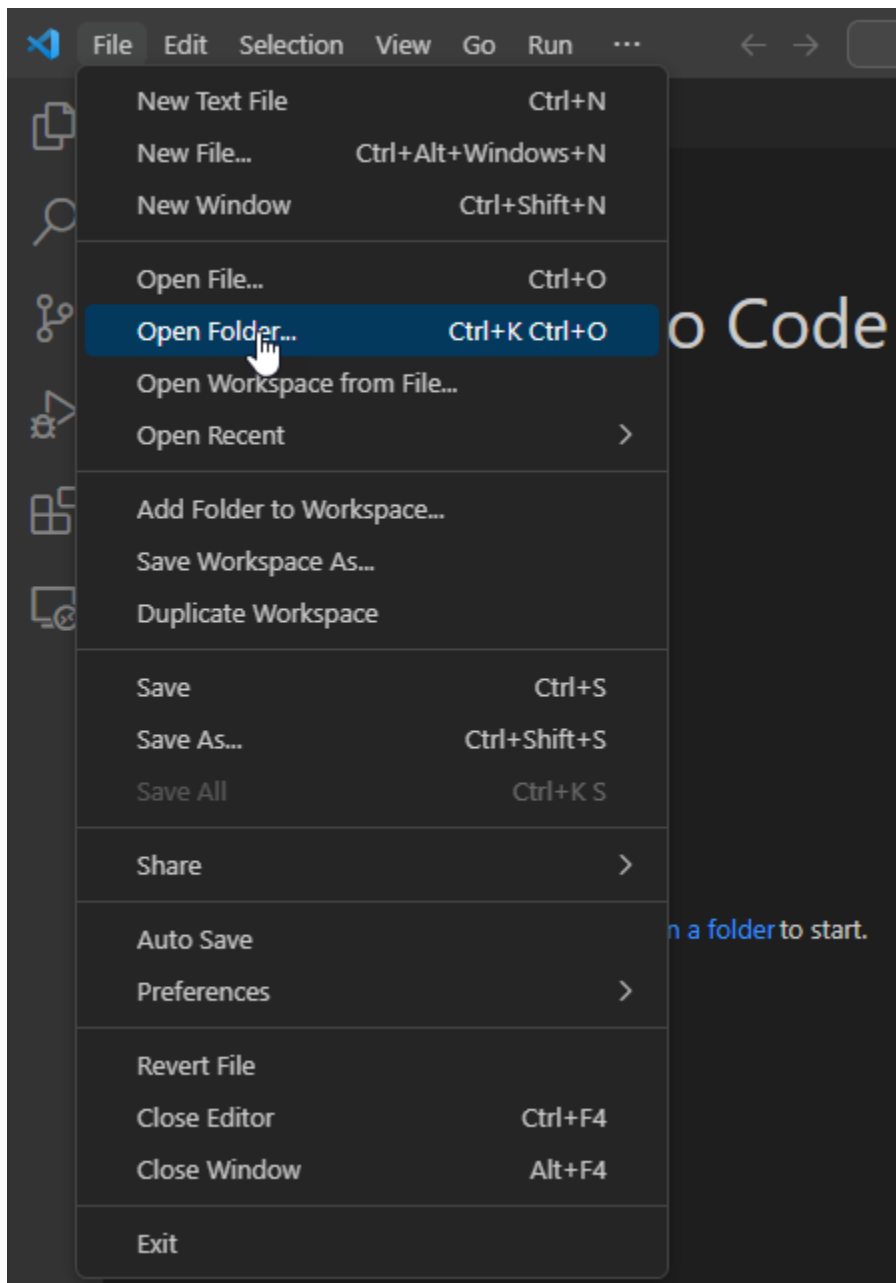 File Edit Selection View Go Run ···
New Text File Ctrl+N
New File... Ctrl+Alt+Windows+N
New Window Ctrl+Shift+N
Open File... Ctrl+O
Open Folder... Ctrl+K Ctrl+O
o Code
Open Workspace from File...
Open Recent
Add Folder to Workspace...
Save Workspace As...
Duplicate Workspace
Save Ctrl+S
Save As... Ctrl+Shift+S
Save All Ctrl+K S
Share
n a folder to start.
Auto Save
Preferences
Revert File
Close Editor Ctrl+F4
Close Window Alt+F4
Exit